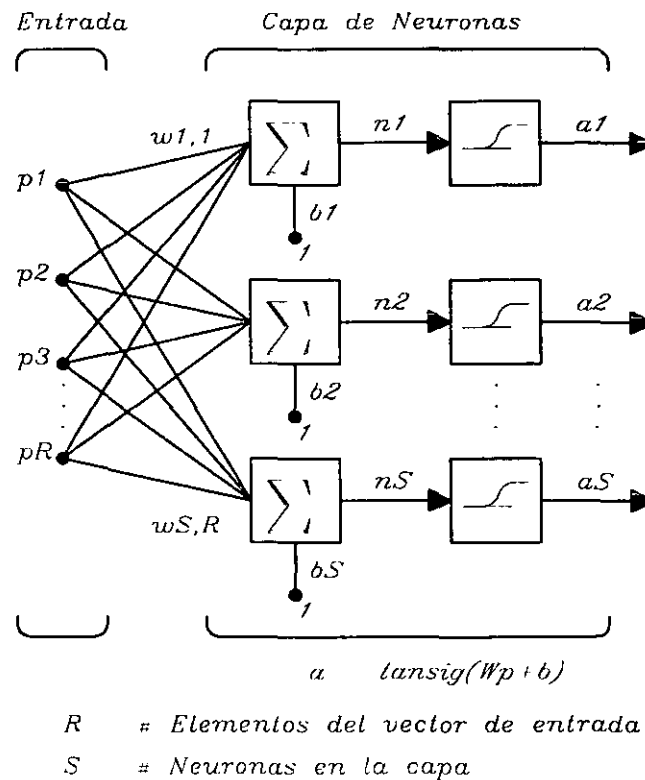 Entrada
Capa de Neuronas
w1,1
n1
a1
p1
b1
1
p2
n2
a2
p3
b2
1
pR
nS
aS
wS,R
bS
1
a tansig(Wp+b)
R # Elementos del vector de entrada
S # Neuronas en la capa